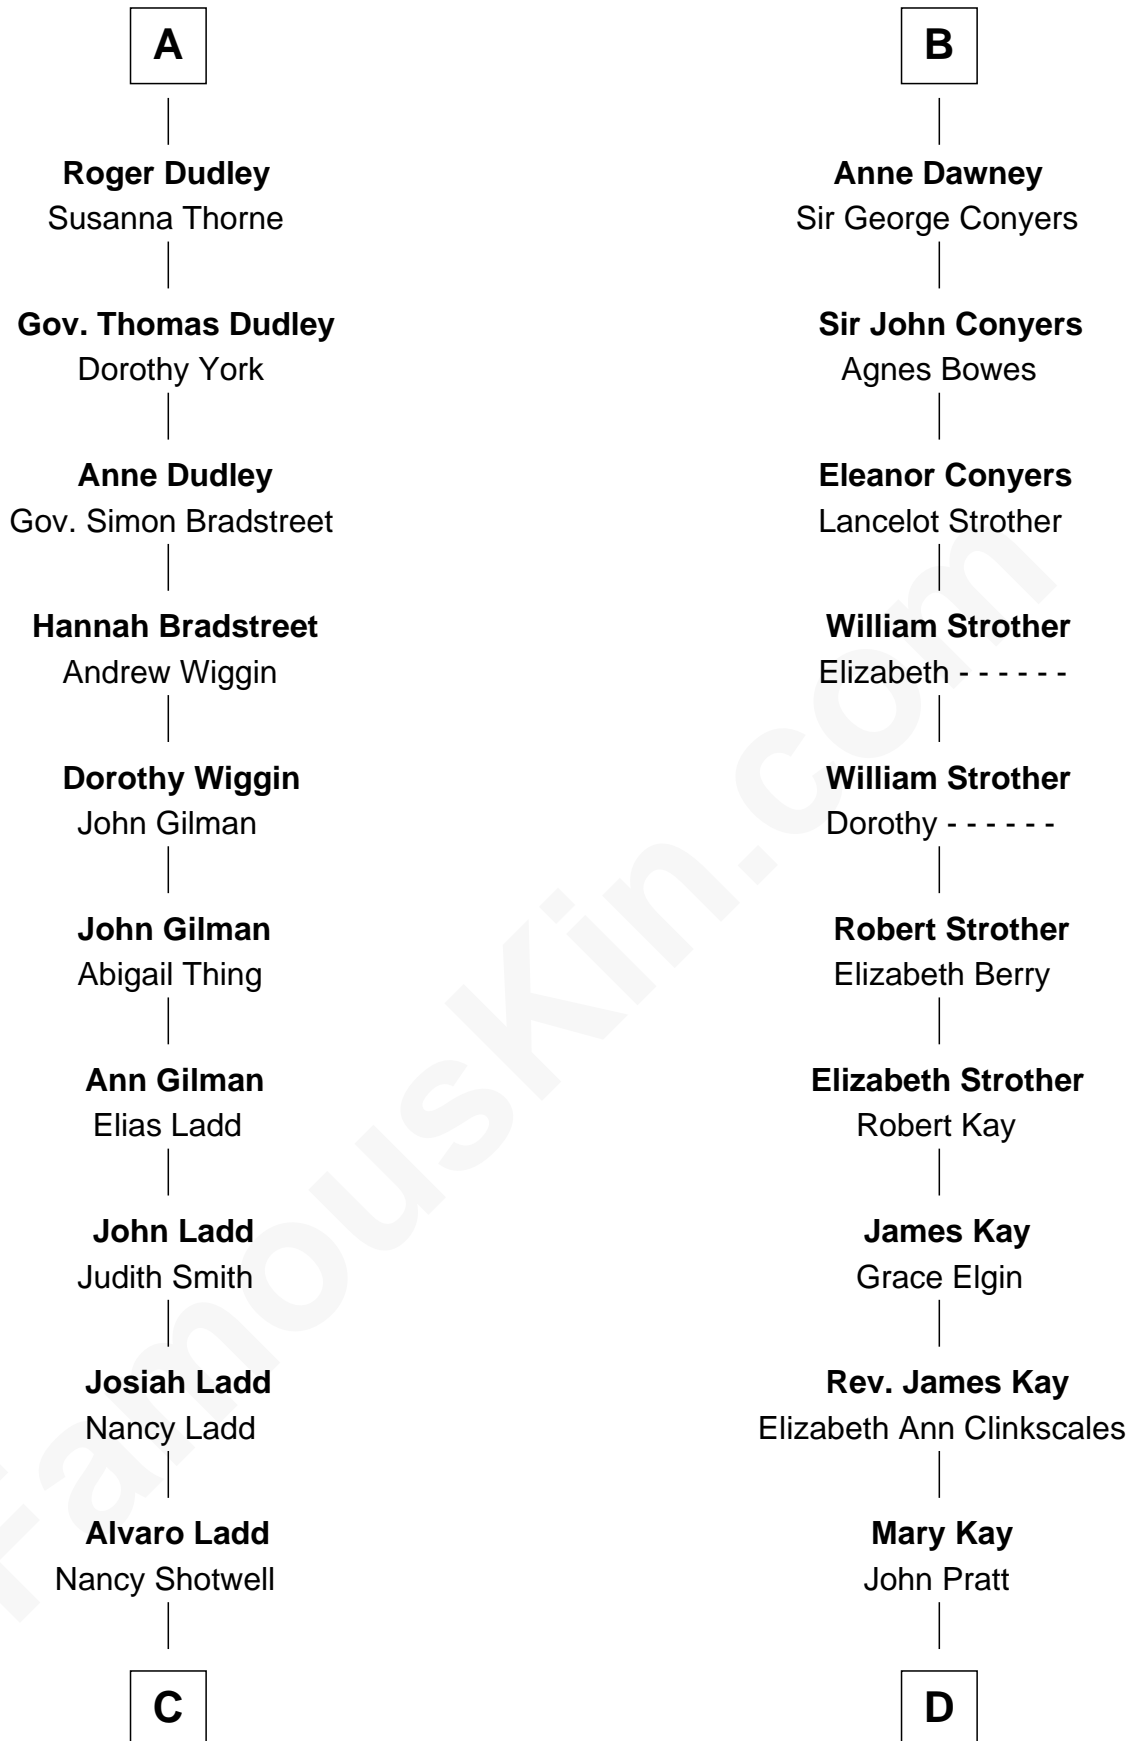 A
Roger Dudley
Susanna Thorne
Gov. Thomas Dudley
Dorothy York
Anne Dudley
Gov. Simon Bradstreet
Hannah Bradstreet
Andrew Wiggin
Dorothy Wiggin
John Gilman
John Gilman
Abigail Thing
Ann Gilman
Elias Ladd
John Ladd
Judith Smith
Josiah Ladd
Nancy Ladd
Alvaro Ladd
Nancy Shotwell
C
B
Anne Dawney
Sir George Conyers
Sir John Conyers
Agnes Bowes
Eleanor Conyers
Lancelot Strother
William Strother
Elizabeth - - - - - -
William Strother
Dorothy - - - - - -
Robert Strother
Elizabeth Berry
Elizabeth Strother
Robert Kay
James Kay
Grace Elgin
Rev. James Kay
Elizabeth Ann Clinkscales
Mary Kay
John Pratt
D
FamousKin.com